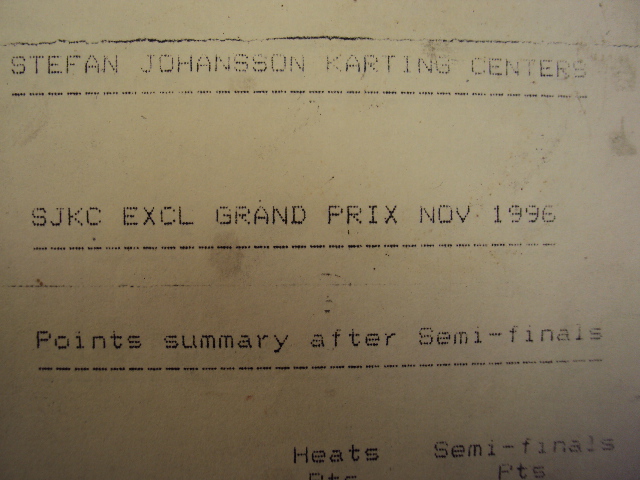 STEFAN JOHANSSON KARTING CENTERS
SJKC EXCL GRAND PRIX NOV 1996
Points summary after Semi-finals
Heats Semi-finals
Pts Pts